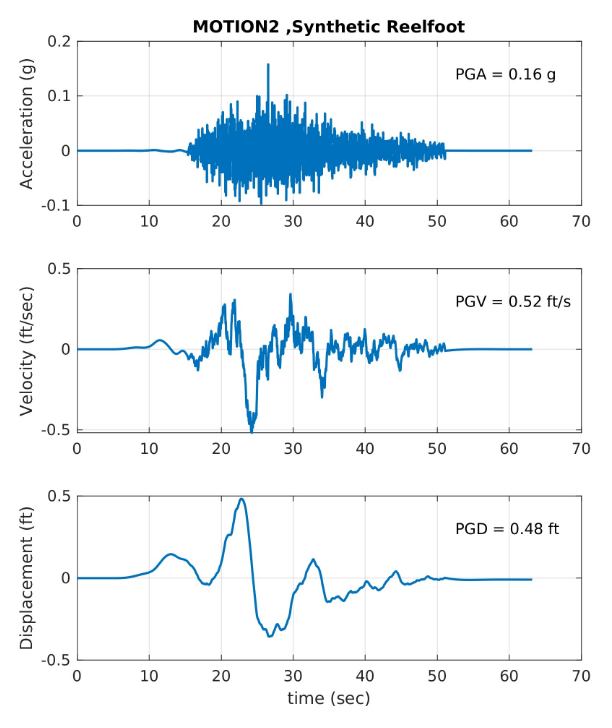 MOTION2 ,Synthetic Reelfoot
Acceleration (g)
0.2
0.1
0
-0.1
PGA = 0.16 g
0 10 20 30 40 50 60 70
Velocity (ft/sec)
0.5
0
-0.5
PGV = 0.52 ft/s
0 10 20 30 40 50 60 70
Displacement (ft)
0.5
0
-0.5
PGD = 0.48 ft
0 10 20 30 40 50 60 70
time (sec)